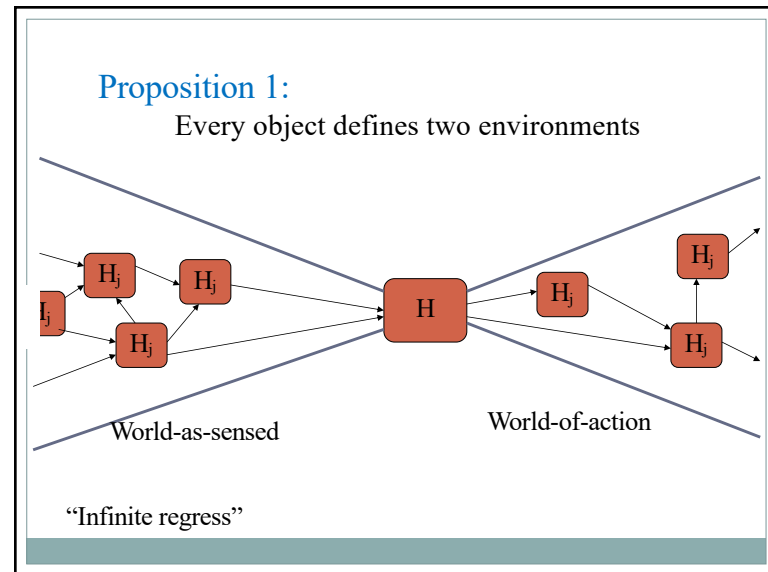 Proposition 1:
Every object defines two environments
Hj
Hj
Hj
Hj
H
Hj
Hj
Hj
World-as-sensed
World-of-action
“Infinite regress”